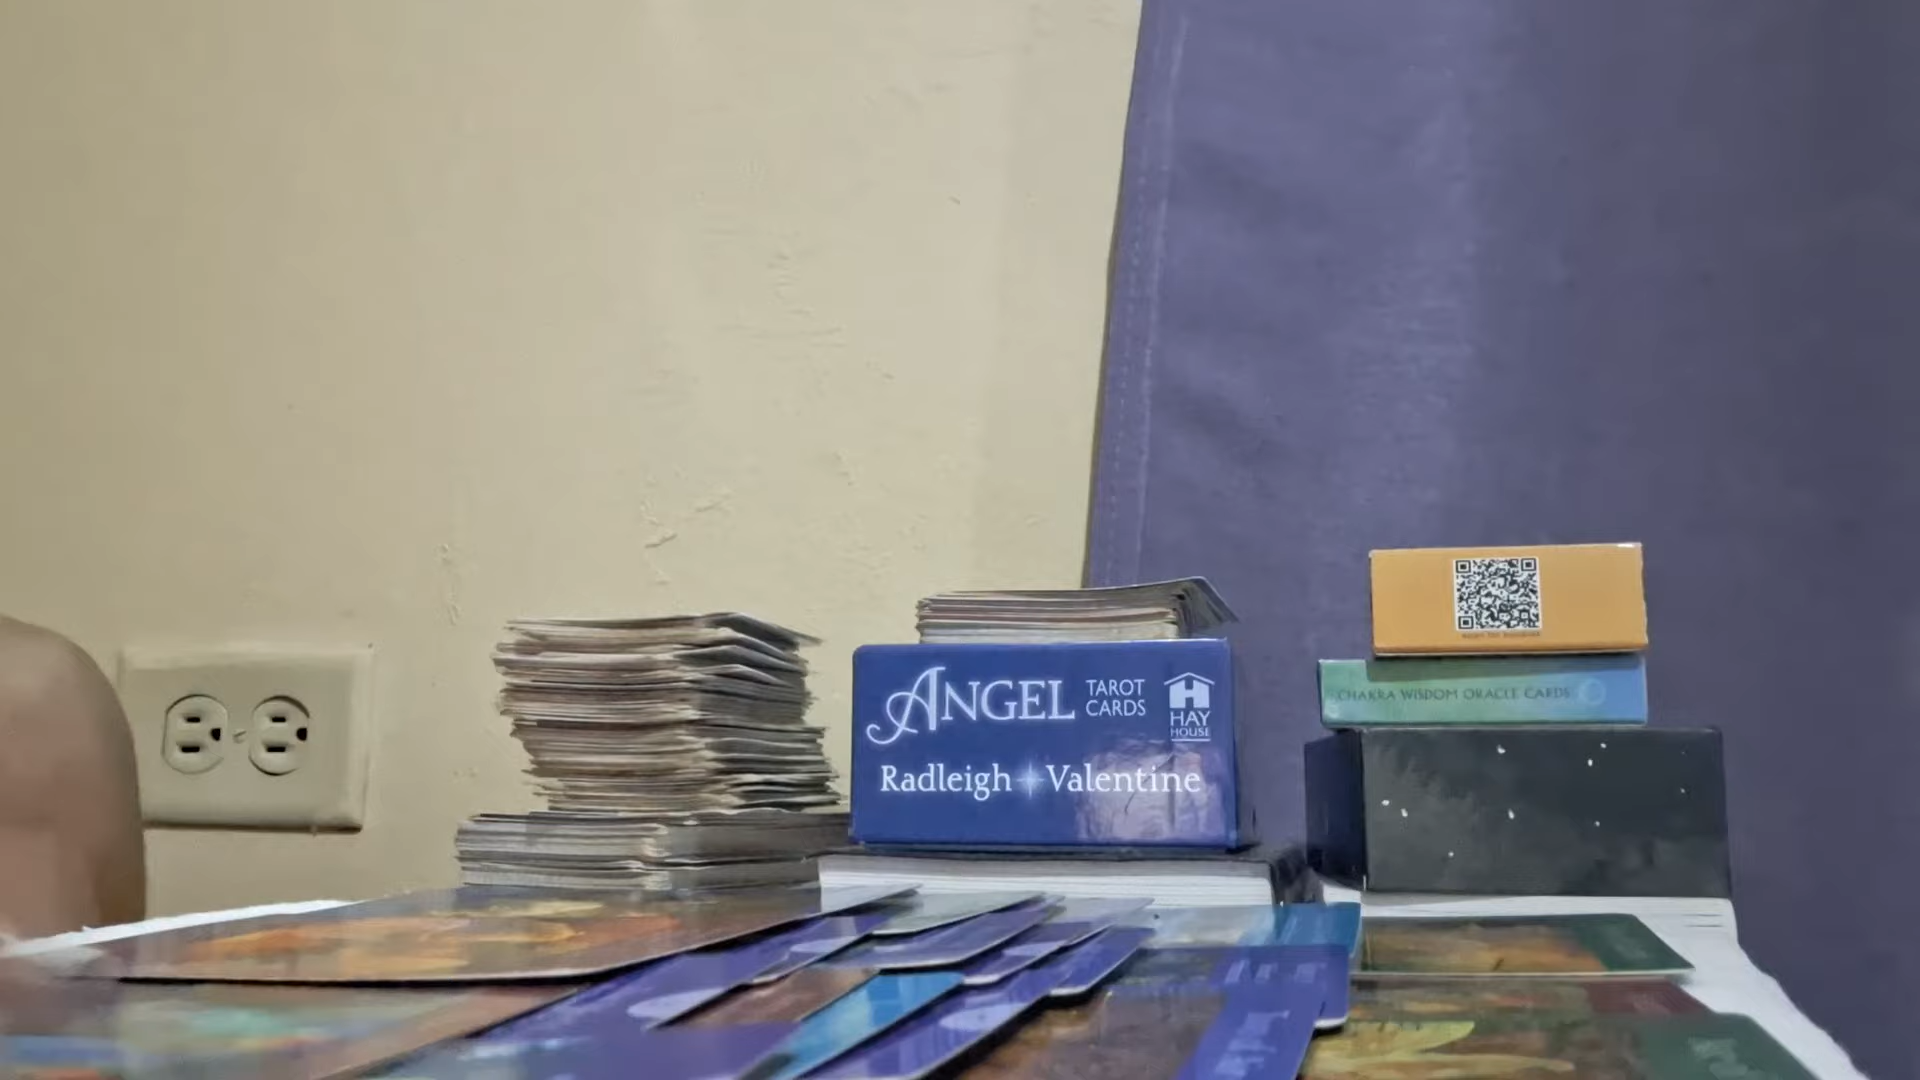 ANGEL TAROT CARDS
HAY HOUSE
Radleigh Valentine
CHAKRA WISDOM ORACLE CARDS